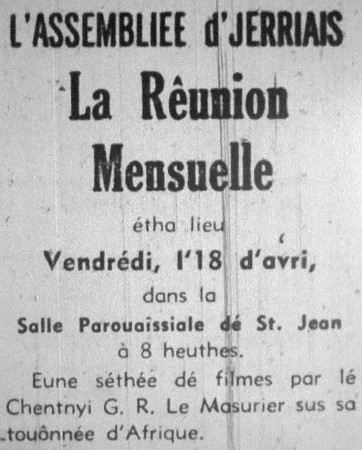 L'ASSEMBLIEE d'JERRIAIS
La Rêunion
Mensuelle
étha lieu
Vendrédi, l'18 d'avri,
dans la
Salle Parouaîssiale dé St. Jean
à 8 heuthes.
Eune séthée dé filmes par lé
Chentnyi G. R. Le Masurier sus sa
touônnée d'Afrique.